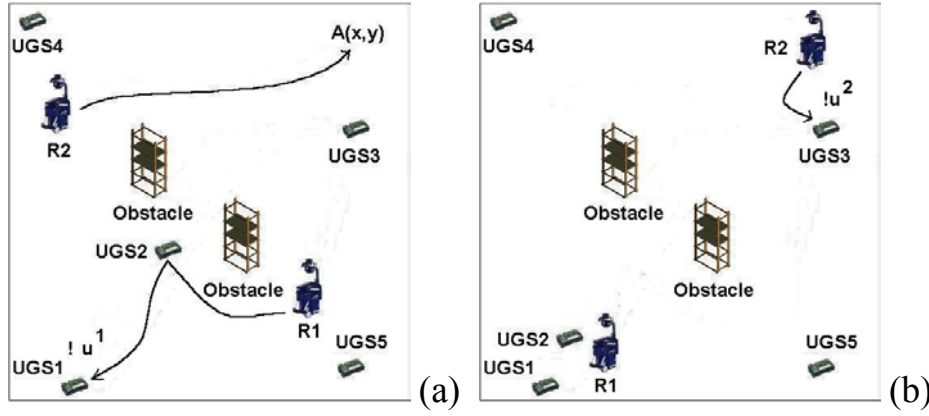 UGS4
A(x,y)
R2
UGS3
Obstacle
UGS2
Obstacle
R1
! u¹
UGS1
UGS5
(a)
UGS4
R2
!u²
UGS3
Obstacle
Obstacle
UGS2
UGS1
R1
UGS5
(b)